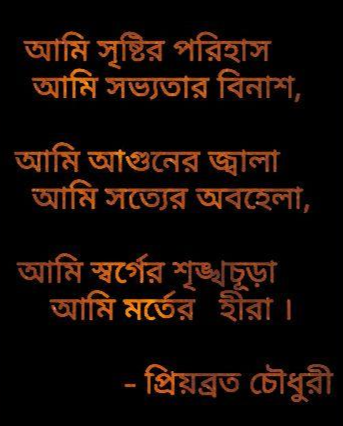 আমি সৃষ্টির পরিহাস
আমি সভ্যতার বিনাশ,
আমি আগুনের জ্বালা
আমি সত্যের অবহেলা,
আমি স্বর্গের শৃঙ্খচূড়া
আমি মর্তের হীরা ।
- প্রিয়ব্রত চৌধুরী